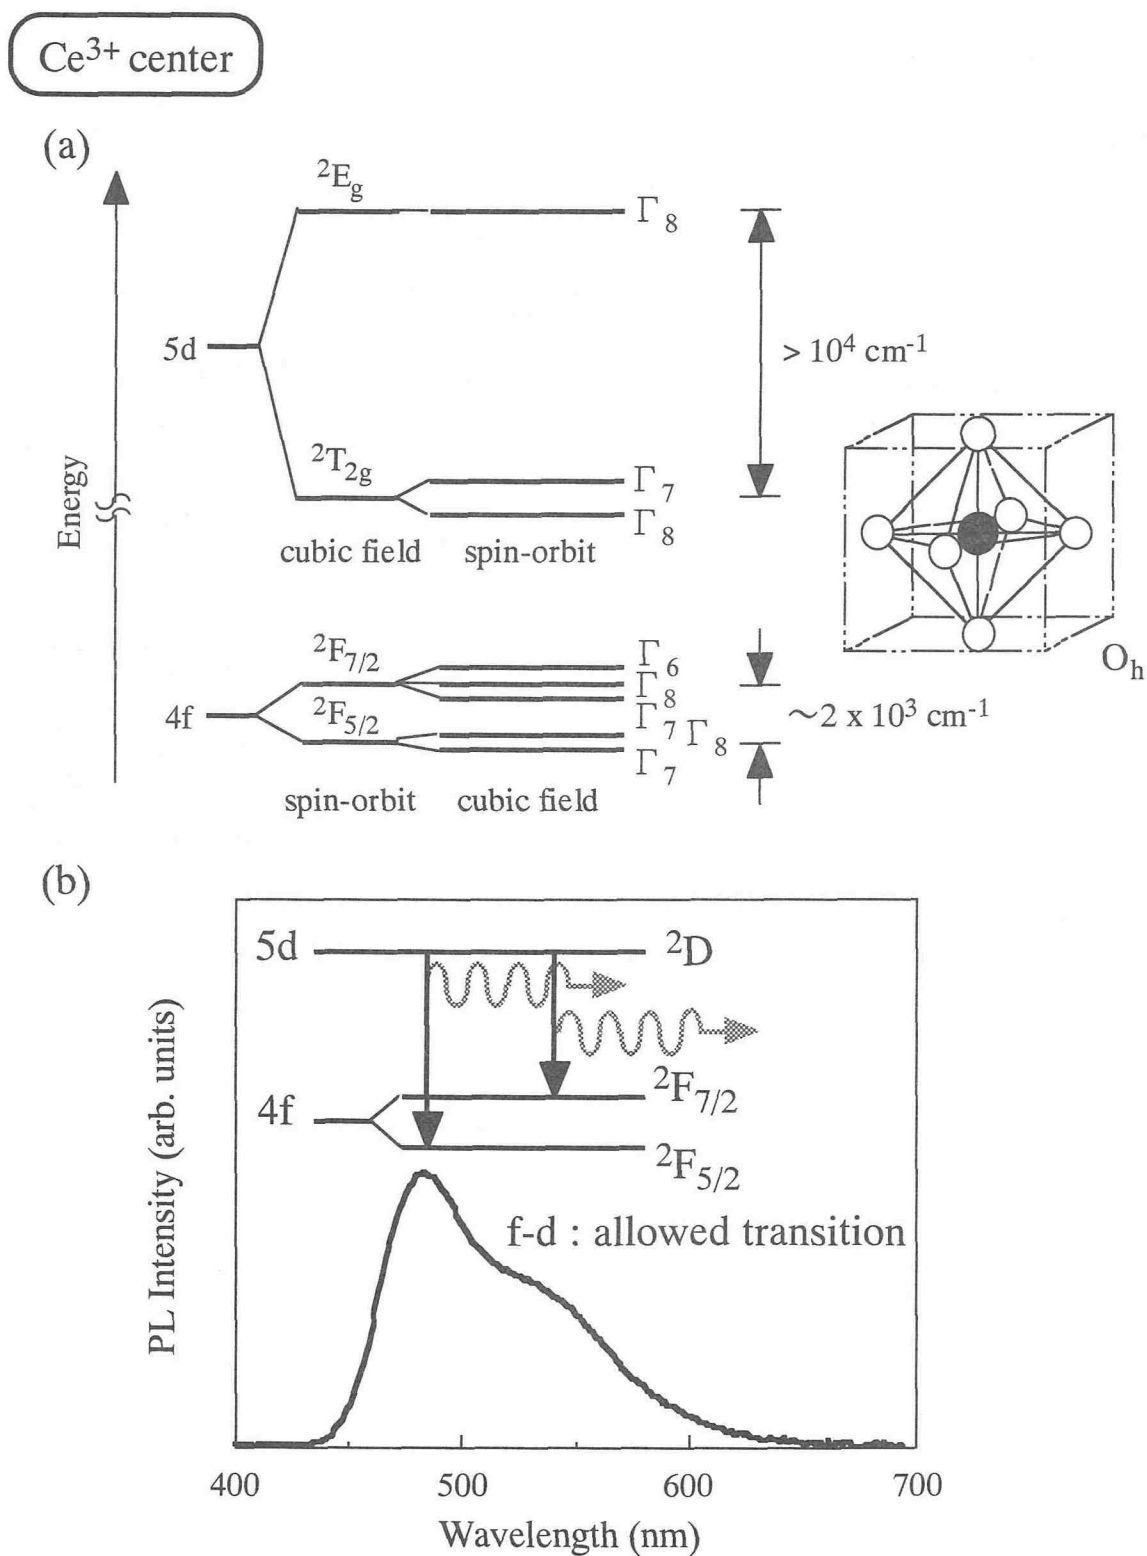 Ce³⁺ center
(a)
²E_g
Γ₈
5d
> 10⁴ cm⁻¹
²T₂g
Γ₇
Γ₈
cubic field spin-orbit
Energy
O_h
²F₇/₂
Γ₆
Γ₈
4f
²F₅/₂
Γ₇ Γ₈
~2 x 10³ cm⁻¹
Γ₇
spin-orbit cubic field
(b)
5d
²D
4f
²F₇/₂
²F₅/₂
f-d : allowed transition
PL Intensity (arb. units)
400 500 600 700
Wavelength (nm)